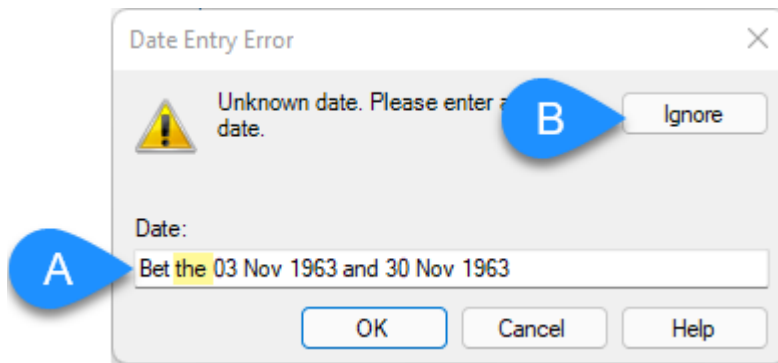 Date Entry Error
Unknown date. Please enter a
date.
B
Ignore
Date:
A
Bet the 03 Nov 1963 and 30 Nov 1963
OK Cancel Help